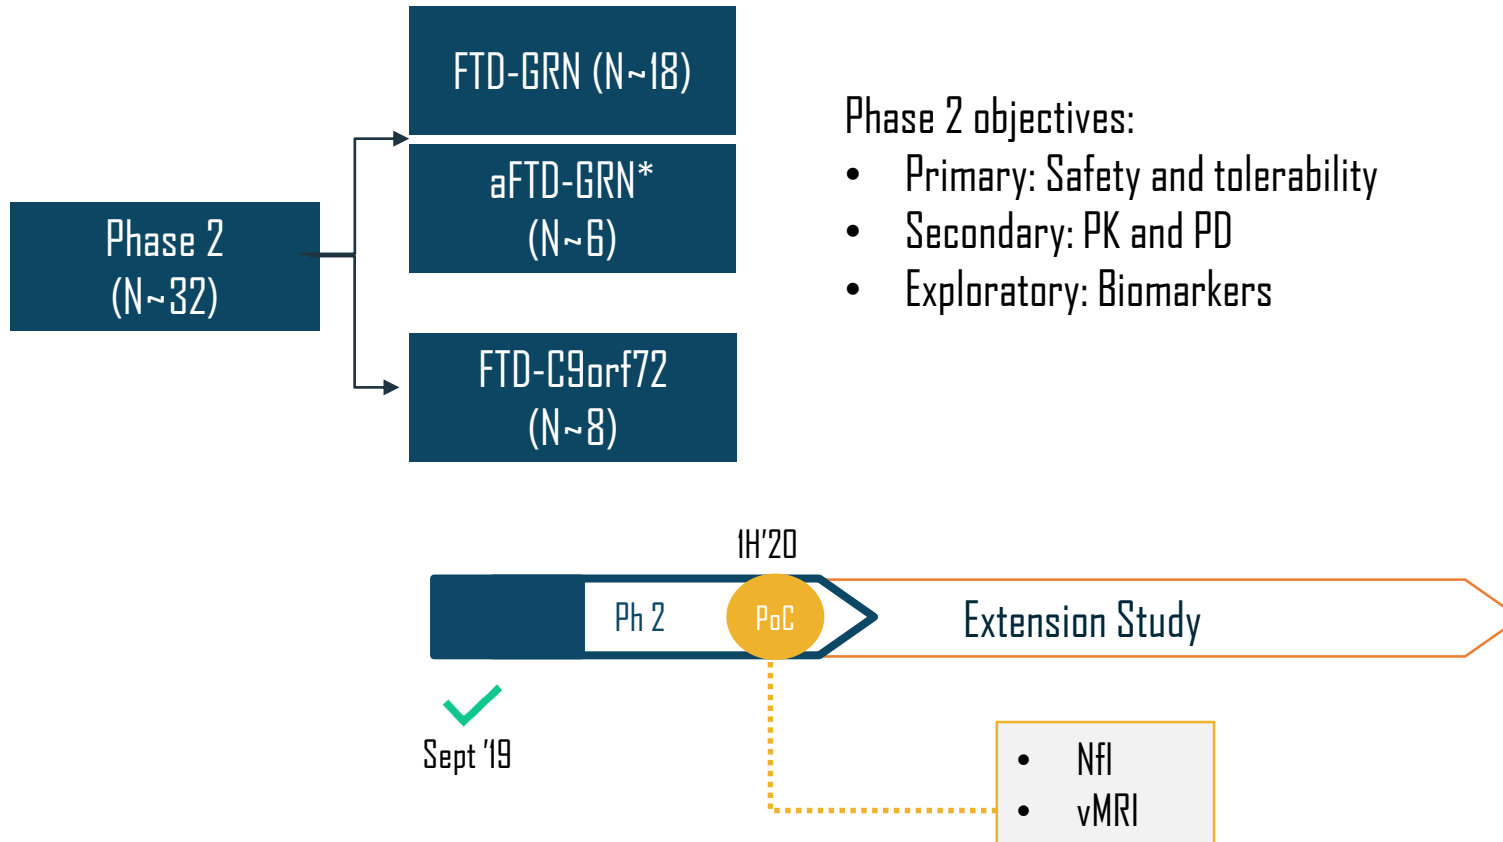 FTD-GRN (N~18)
aFTD-GRN*
(N~6)
Phase 2
(N~32)
FTD-C9orf72
(N~8)
Phase 2 objectives:
• Primary: Safety and tolerability
• Secondary: PK and PD
• Exploratory: Biomarkers
1H'20
Ph 2
PoC
Extension Study
Sept '19
• Nfl
• vMRI